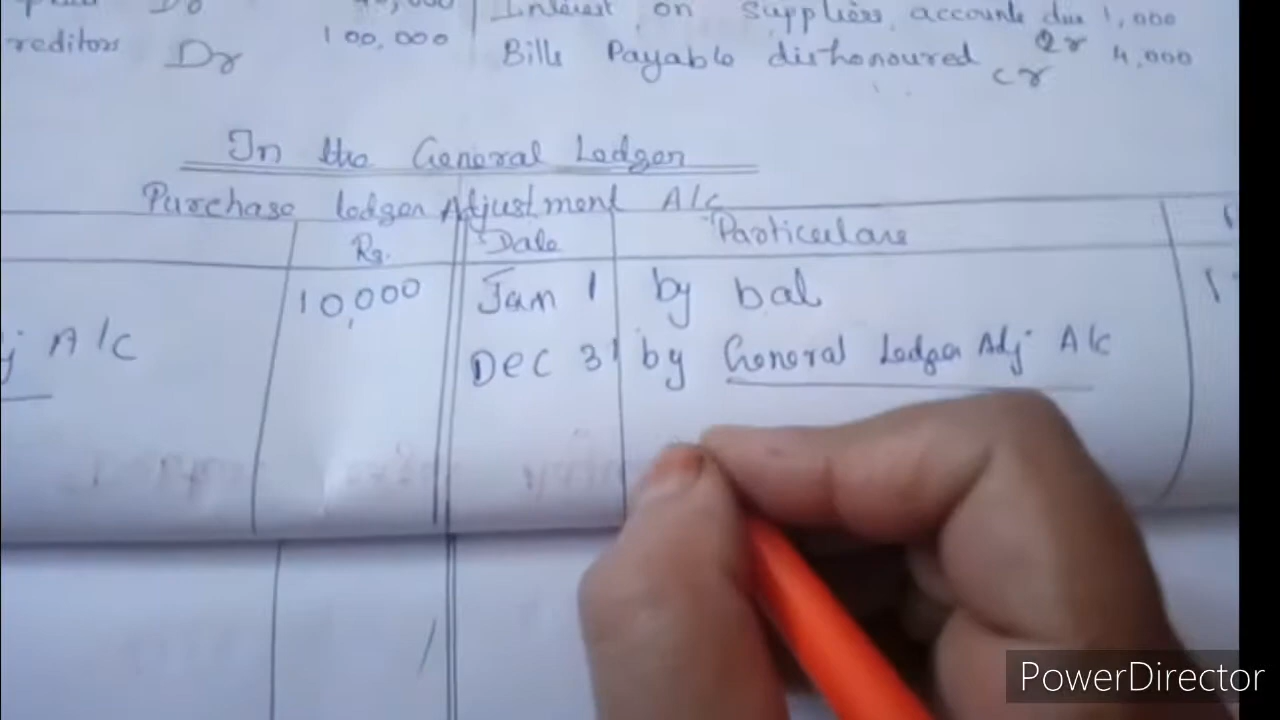 Interest on suppliers accounts due 1,000
Cr
reditors Dr 100,000 Bills Payable dishonoured Cr 4,000
In the General Ledger
Purchase ledger Adjustment A/c
Rs. Date Particulars
10,000 Jan 1 by bal
j A/c Dec 31 by General Ledger Adj A/c
PowerDirector